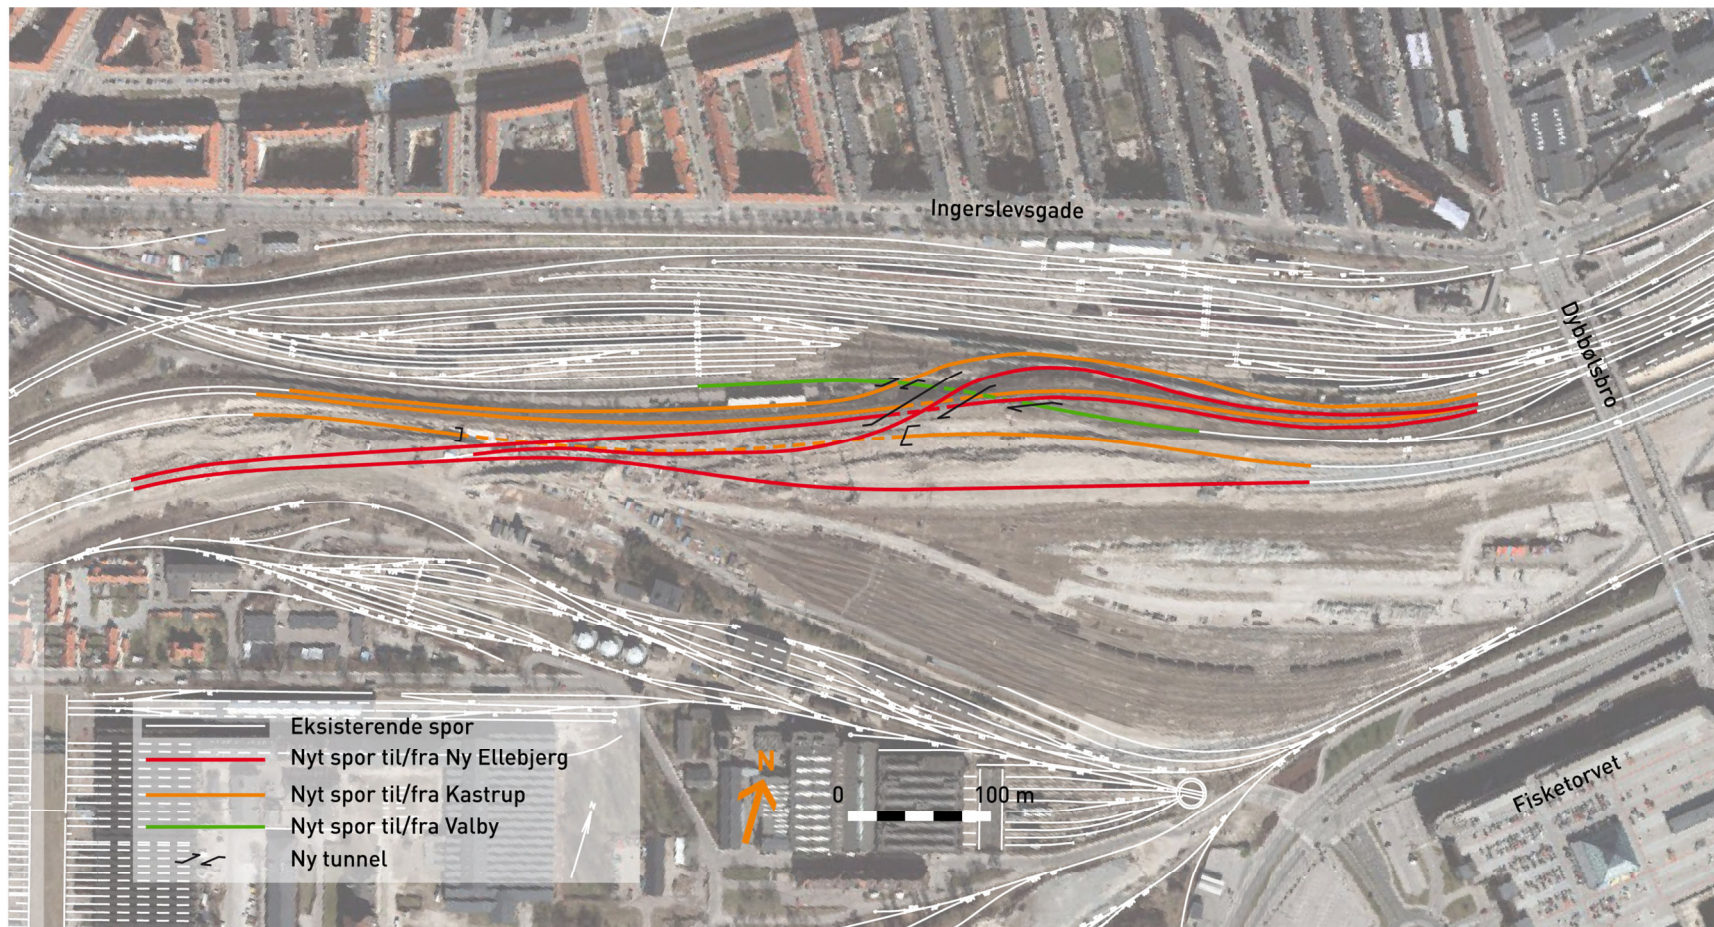 Ingerslevsgade
Dybbølsbro
Eksisterende spor
Nyt spor til/fra Ny Ellebjerg
Nyt spor til/fra Kastrup
Nyt spor til/fra Valby
Ny tunnel
N
N
0 100 m
Fisketorvet